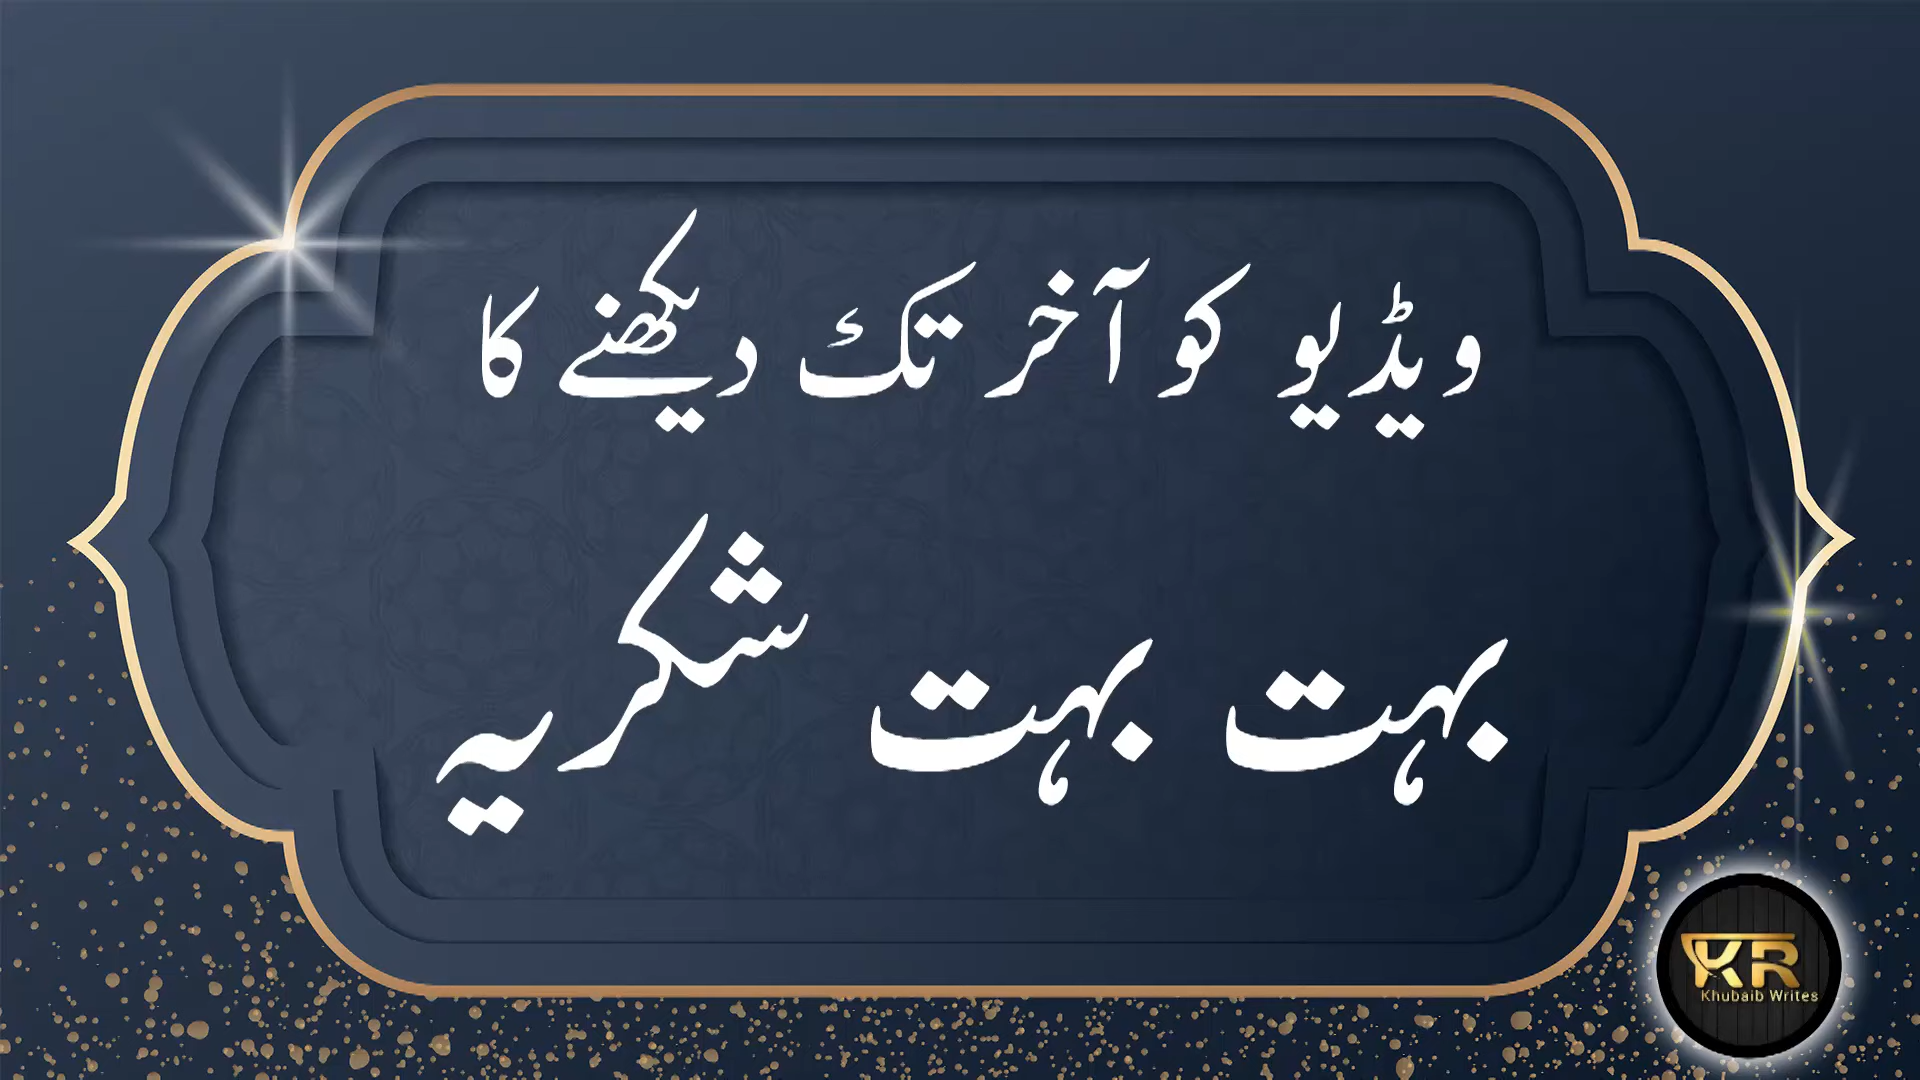 ویڈیو کو آخر تک دیکھنے کا
بہت بہت شکریہ
KR
Khubaib Writes